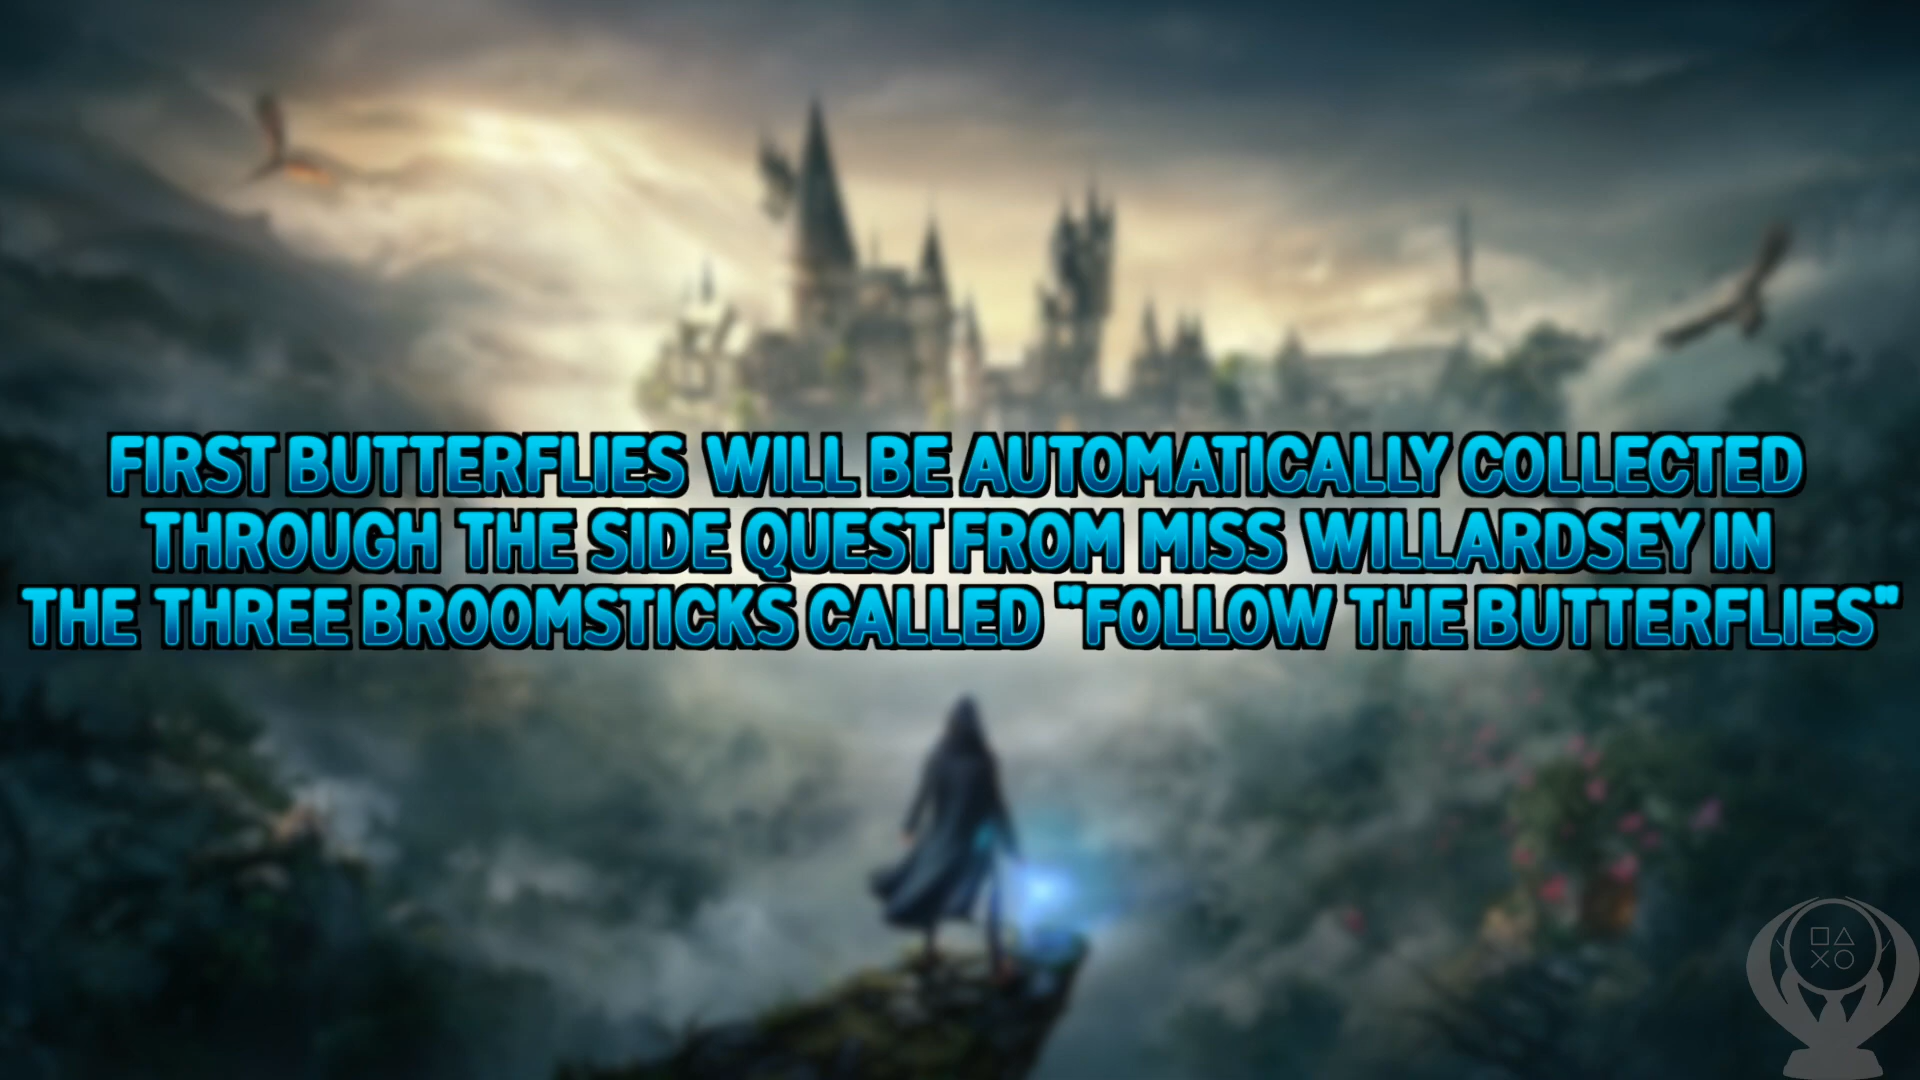 FIRST BUTTERFLIES WILL BE AUTOMATICALLY COLLECTED
THROUGH THE SIDE QUEST FROM MISS WILLARDSEY IN
THE THREE BROOMSTICKS CALLED "FOLLOW THE BUTTERFLIES"